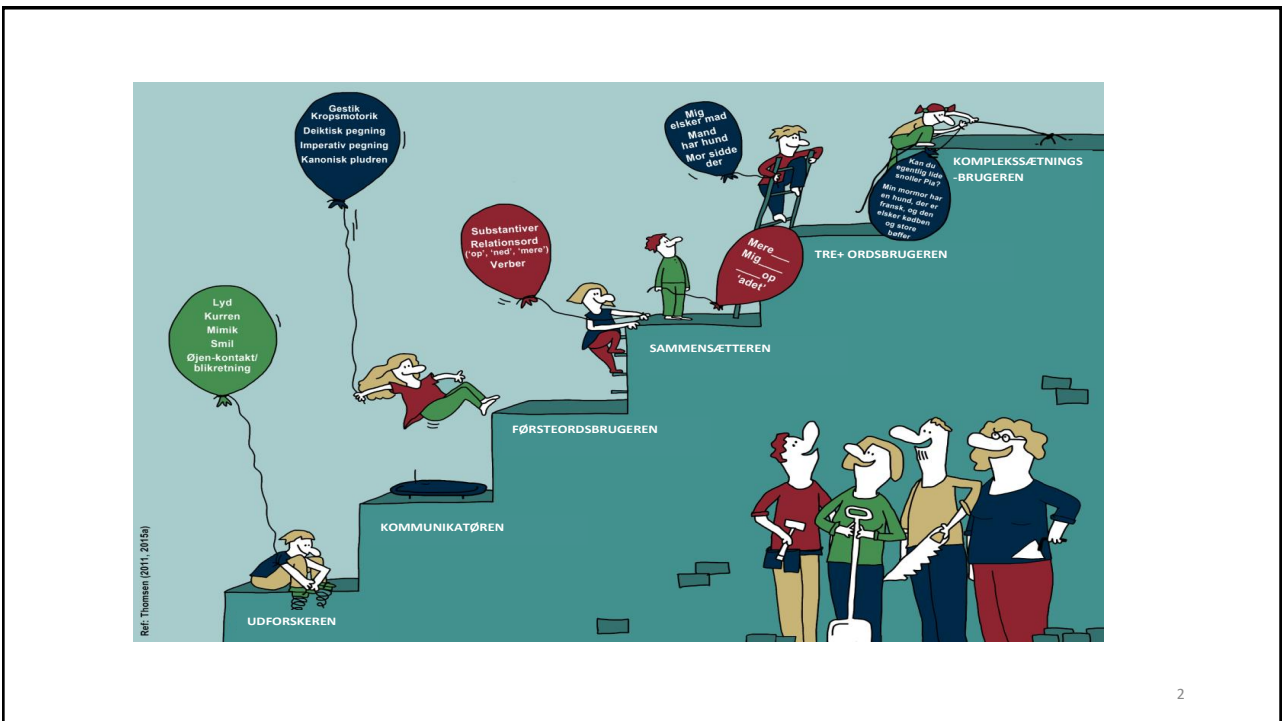 Gestik
Kropsmotorik
Deiktisk pegning
Imperativ pegning
Kanonisk pludren
Mig
elsker mad
Mand
har hund
Mor sidde
der
Kan du
egentlig lide
snoller Pia?
Min mormor har
en hund, der er
fransk, og den
elsker kødben
og store
bøffer
KOMPLEKSSÆTNINGS
-BRUGEREN
Substantiver
Relationsord
('op', 'ned', 'mere')
Verber
Mere___
Mig____
____op
'adet'
TRE+ ORDSBRUGEREN
Lyd
Kurren
Mimik
Smil
Øjen-kontakt/
blikretning
SAMMENSÆTTEREN
FØRSTEORDSBRUGEREN
KOMMUNIKATØREN
UDFORSKEREN
Ref: Thomsen (2011, 2015a)
2